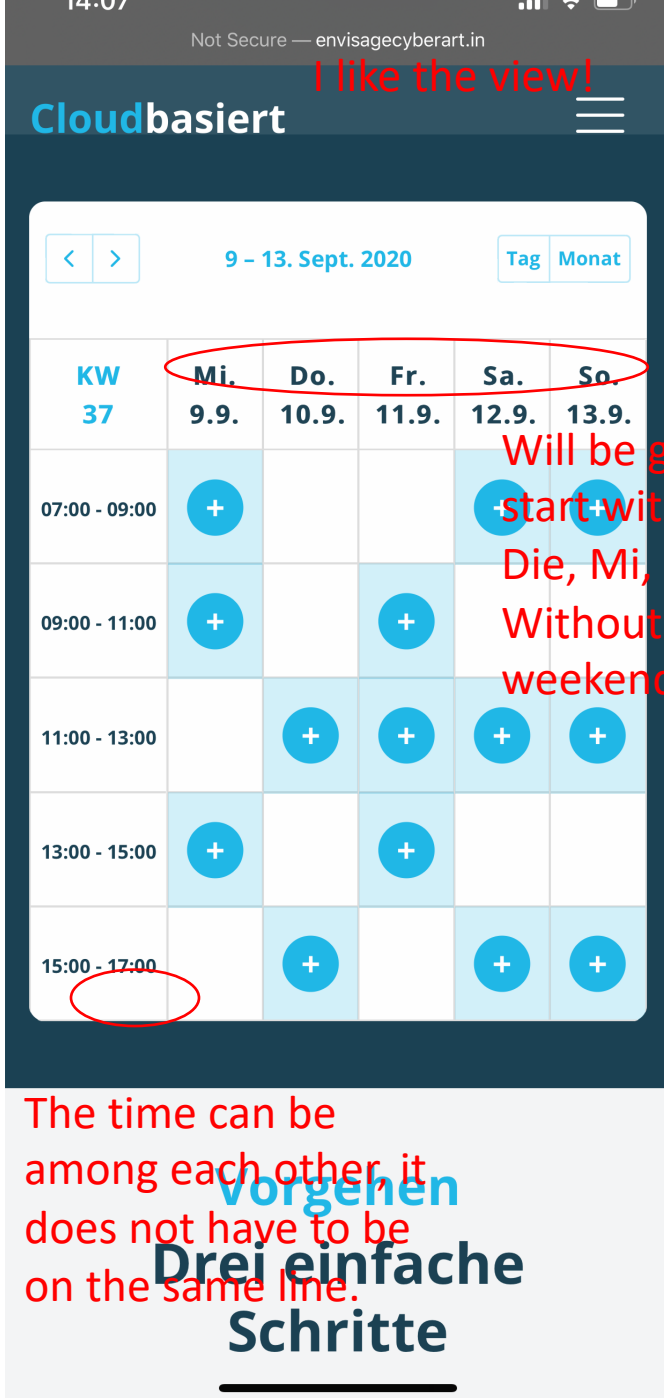 14:07
Not Secure — envisagecyberart.in
I like the view!
Cloudbasiert
9 – 13. Sept. 2020
Tag Monat
KW 37
Mi. 9.9.
Do. 10.9.
Fr. 11.9.
Sa. 12.9.
So. 13.9.
Will be
start
Die, Mi,
Without
07:00 - 09:00 + + +
09:00 - 11:00 + +
11:00 - 13:00 + + + +
13:00 - 15:00 + +
15:00 - 17:00 + + +
The time can be
among each other, it
does not have to be
on the same line.
Vorgehen
Drei einfache
Schritte